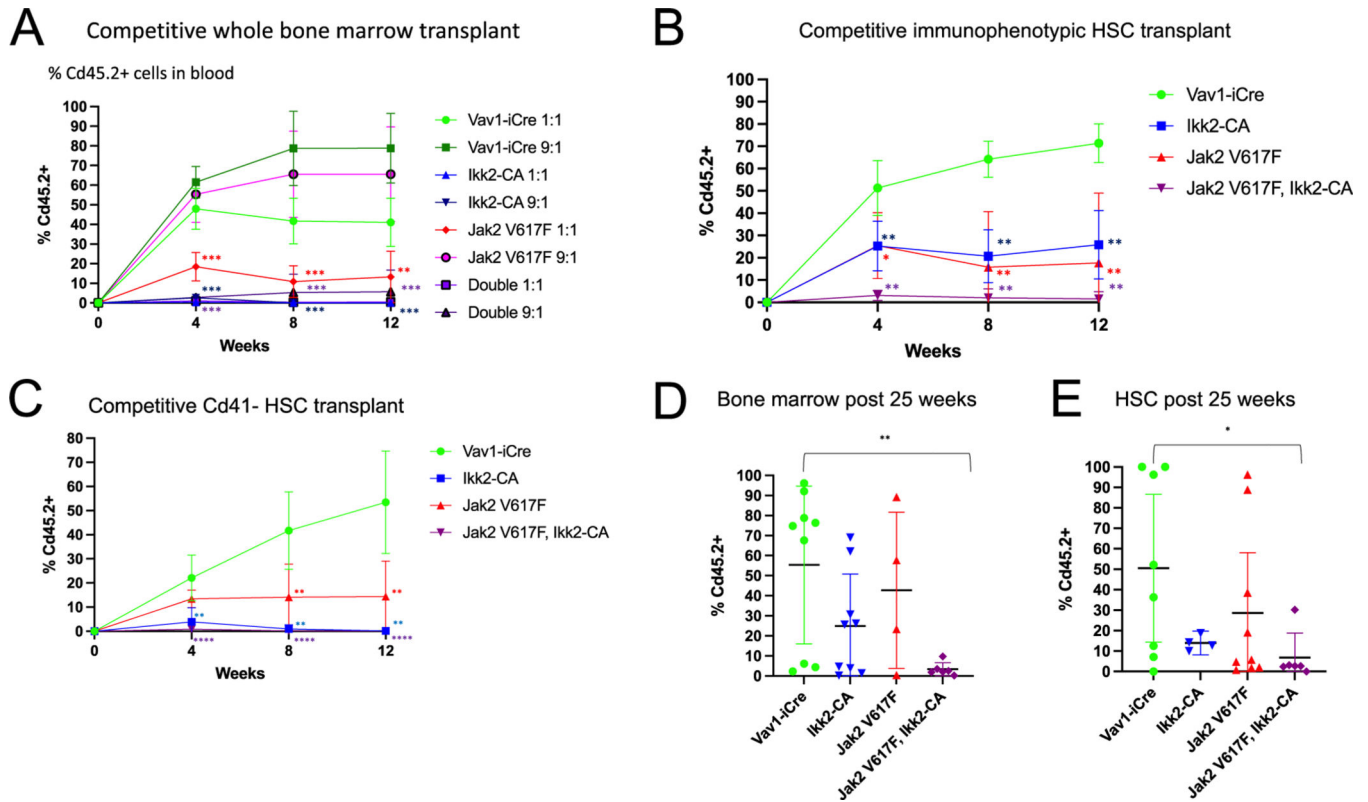 A
Competitive whole bone marrow transplant
% Cd45.2+ cells in blood
% Cd45.2+
100
90
80
70
60
50
40
30
20
10
0
***
***
**
***
***
***
***
***
***
0
4
8
12
Weeks
Vav1-iCre 1:1
Vav1-iCre 9:1
Ikk2-CA 1:1
Ikk2-CA 9:1
Jak2 V617F 1:1
Jak2 V617F 9:1
Double 1:1
Double 9:1
B
Competitive immunophenotypic HSC transplant
% Cd45.2+
100
90
80
70
60
50
40
30
20
10
0
**
**
**
*
**
**
**
**
**
0
4
8
12
Weeks
Vav1-iCre
Ikk2-CA
Jak2 V617F
Jak2 V617F, Ikk2-CA
C
Competitive Cd41- HSC transplant
% Cd45.2+
80
70
60
50
40
30
20
10
0
**
**
**
**
**
****
****
****
0
4
8
12
Weeks
Vav1-iCre
Ikk2-CA
Jak2 V617F
Jak2 V617F, Ikk2-CA
D
Bone marrow post 25 weeks
**
% Cd45.2+
100
90
80
70
60
50
40
30
20
10
0
Vav1-iCre
Ikk2-CA
Jak2 V617F
Jak2 V617F, Ikk2-CA
E
HSC post 25 weeks
*
% Cd45.2+
100
90
80
70
60
50
40
30
20
10
0
Vav1-iCre
Ikk2-CA
Jak2 V617F
Jak2 V617F, Ikk2-CA